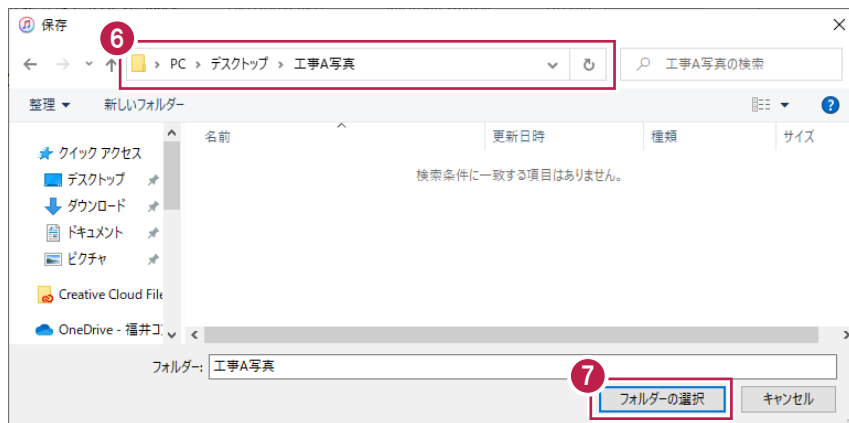 保存
6
PC › デスクトップ › 工事A写真
工事A写真の検索
整理 新しいフォルダー
?
名前 更新日時 種類 サイズ
検索条件に一致する項目はありません。
クイック アクセス
デスクトップ
ダウンロード
ドキュメント
ピクチャ
Creative Cloud File
OneDrive - 福井コ
フォルダー: 工事A写真
7
フォルダーの選択 キャンセル